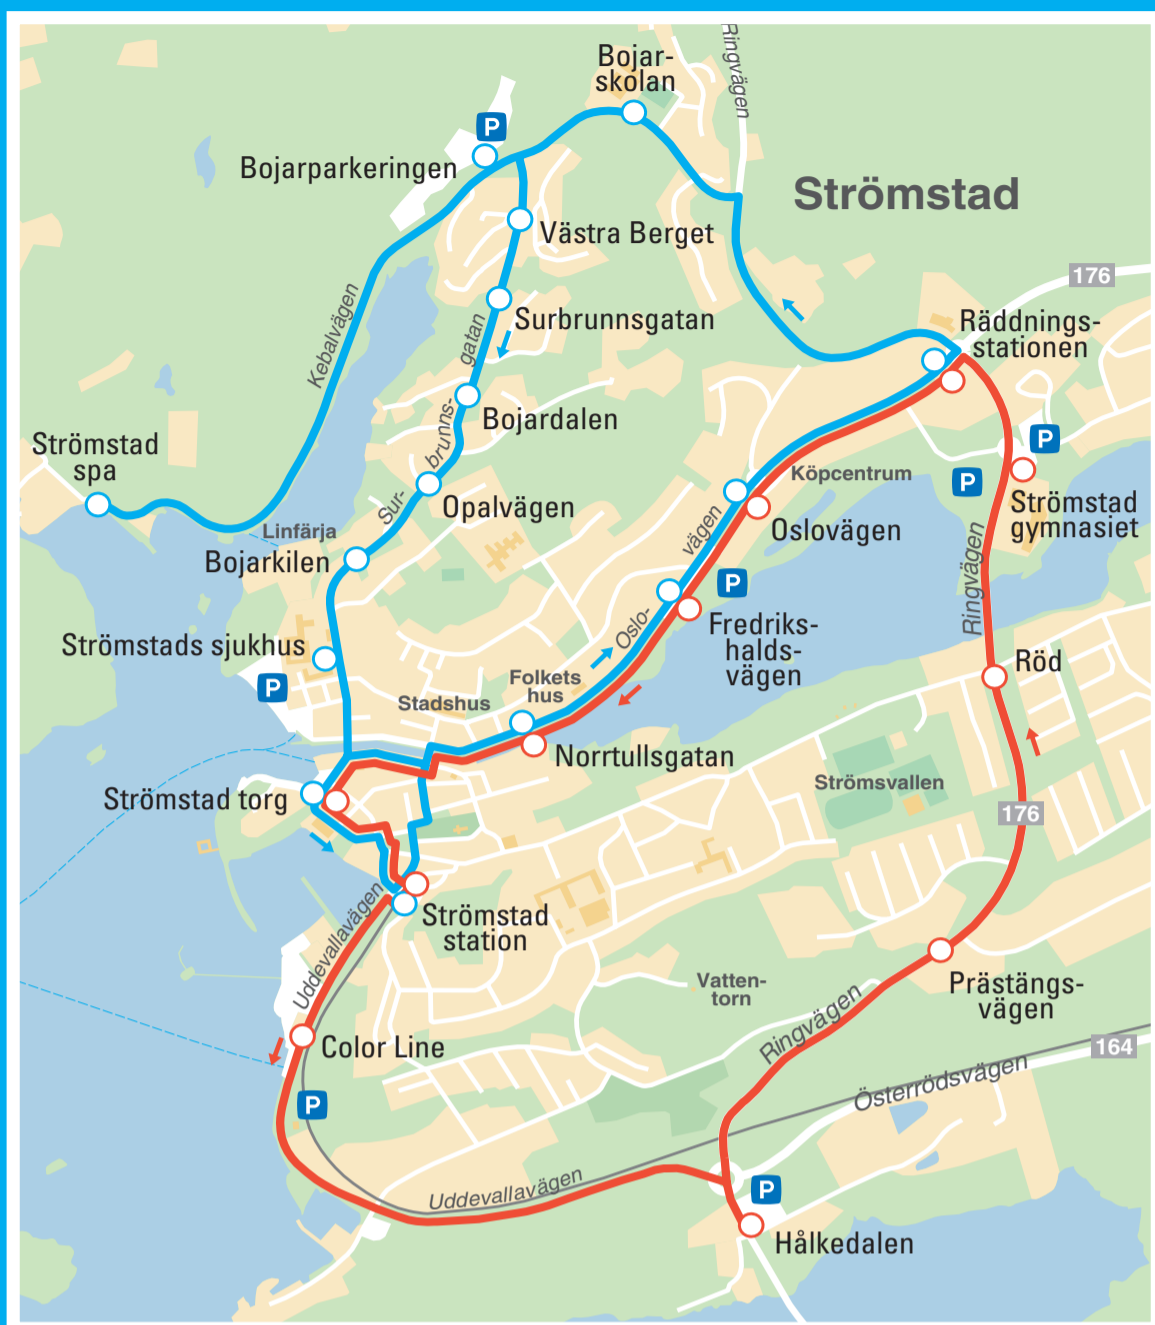 Ringvägen
Bojar-
skolan
P
Bojarparkeringen
Strömstad
Västra Berget
176
Kebalvägen
Surbrunnsgatan
gatan
Räddnings-
stationen
brunns-
Bojardalen
Strömstad
spa
P
Köpcentrum
P
Sur-
Opalvägen
Strömstad
gymnasiet
vägen
Oslovägen
Linfärja
Bojarkilen
P
Ringvägen
Oslo-
Fredriks-
halds-
vägen
Strömstads sjukhus
P
Röd
Folkets
hus
Stadshus
Norrtullsgatan
Strömsvallen
Strömstad torg
176
Uddevallavägen
Strömstad
station
Vatten-
torn
Prästängs-
vägen
Ringvägen
Color Line
164
Österrödsvägen
P
Uddevallavägen
P
Hålkedalen